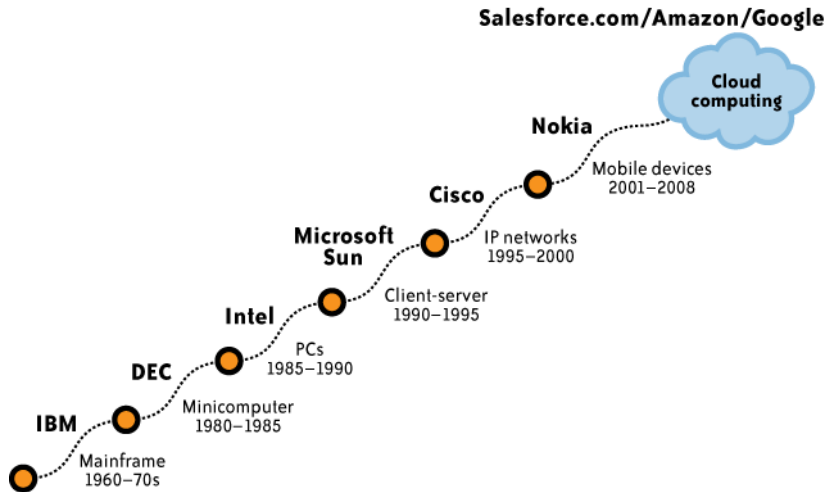 Salesforce.com/Amazon/Google
Cloud
computing
Nokia
Mobile devices
2001–2008
Cisco
IP networks
1995–2000
Microsoft
Sun
Client-server
1990–1995
Intel
PCs
1985–1990
DEC
Minicomputer
1980–1985
IBM
Mainframe
1960–70s